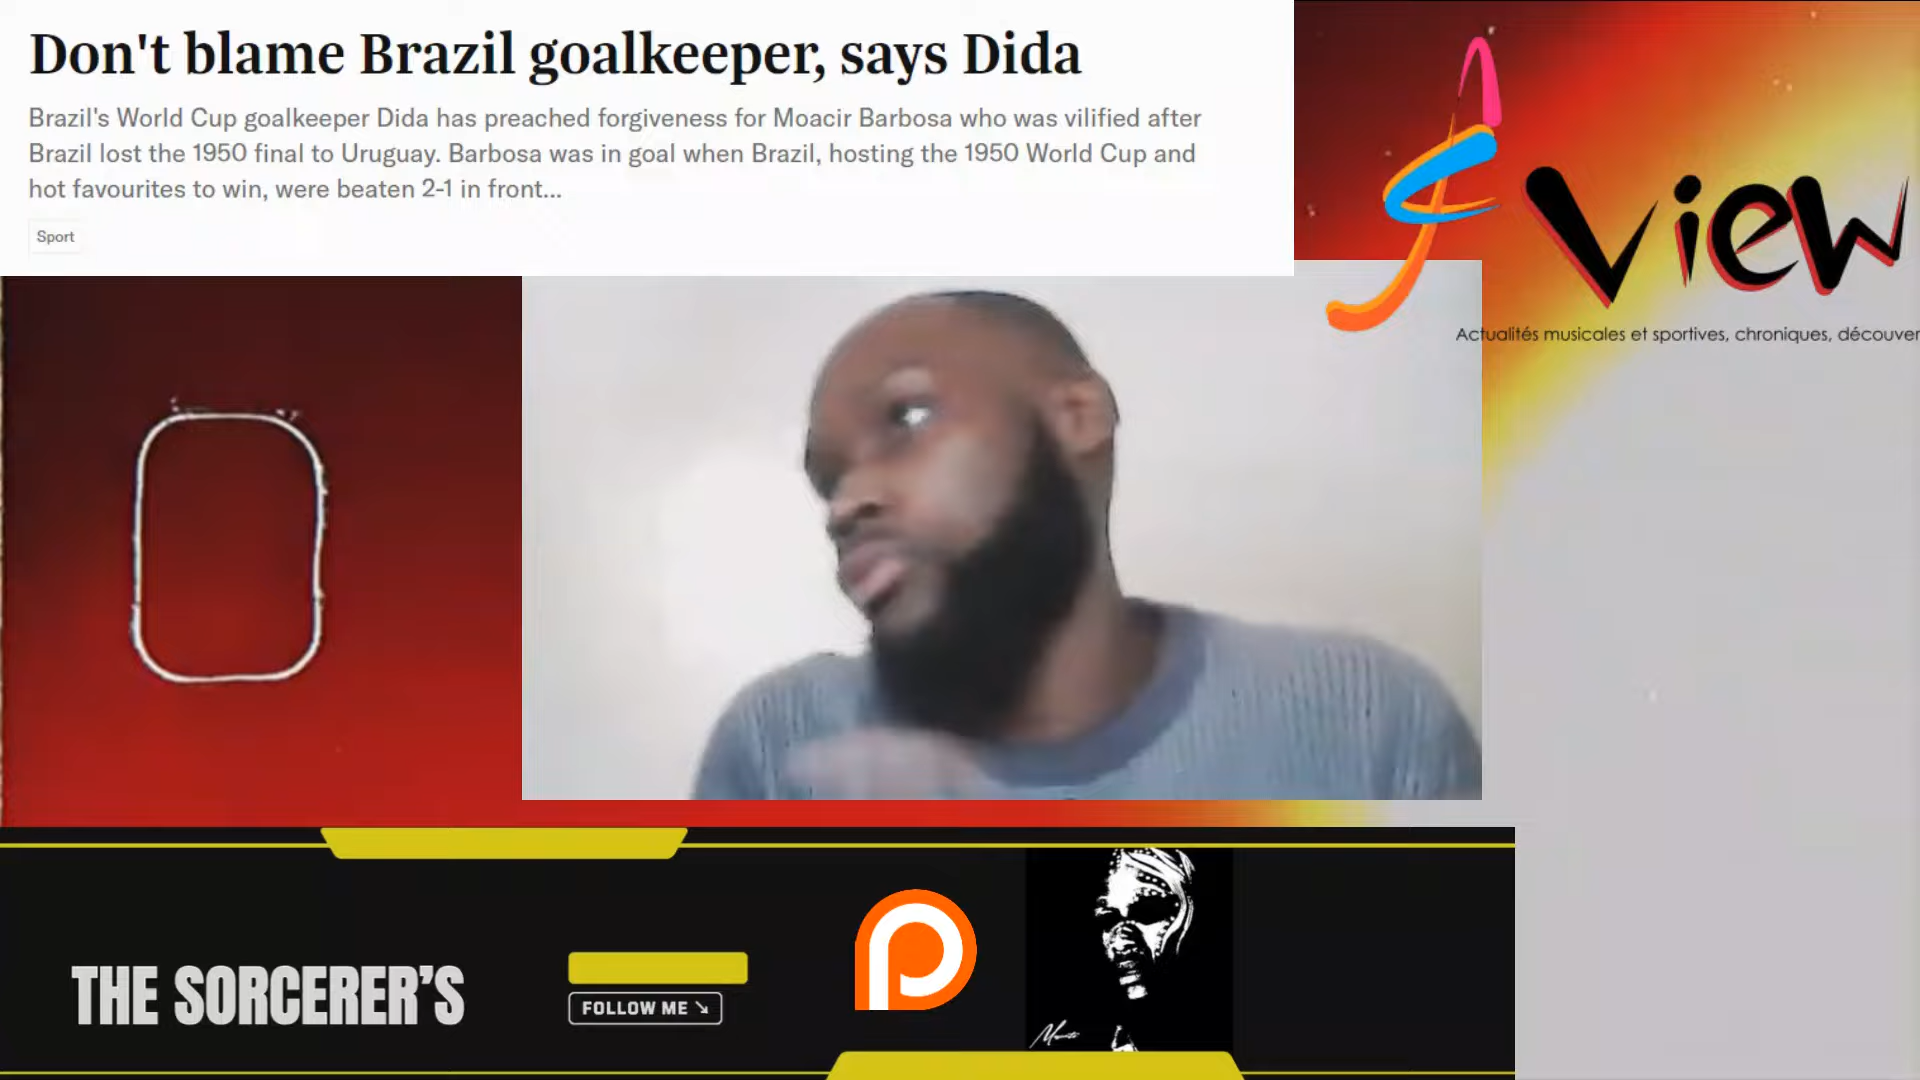 Don't blame Brazil goalkeeper, says Dida
Brazil's World Cup goalkeeper Dida has preached forgiveness for Moacir Barbosa who was vilified after
Brazil lost the 1950 final to Uruguay. Barbosa was in goal when Brazil, hosting the 1950 World Cup and
hot favourites to win, were beaten 2-1 in front...
Sport
View
Actualités musicales et sportives, chroniques, découver
THE SORCERER’S
FOLLOW ME ↘